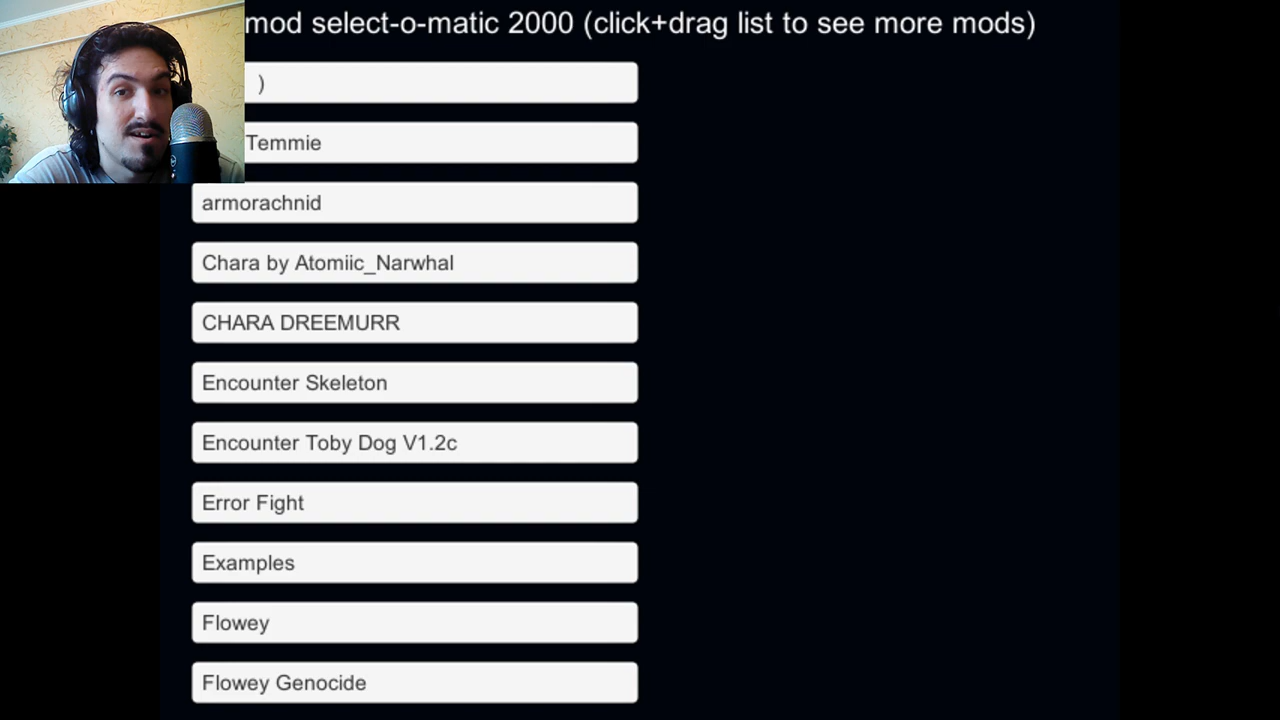 mod select-o-matic 2000 (click+drag list to see more mods)
)
Temmie
armorachnid
Chara by Atomiic_Narwhal
CHARA DREEMURR
Encounter Skeleton
Encounter Toby Dog V1.2c
Error Fight
Examples
Flowey
Flowey Genocide